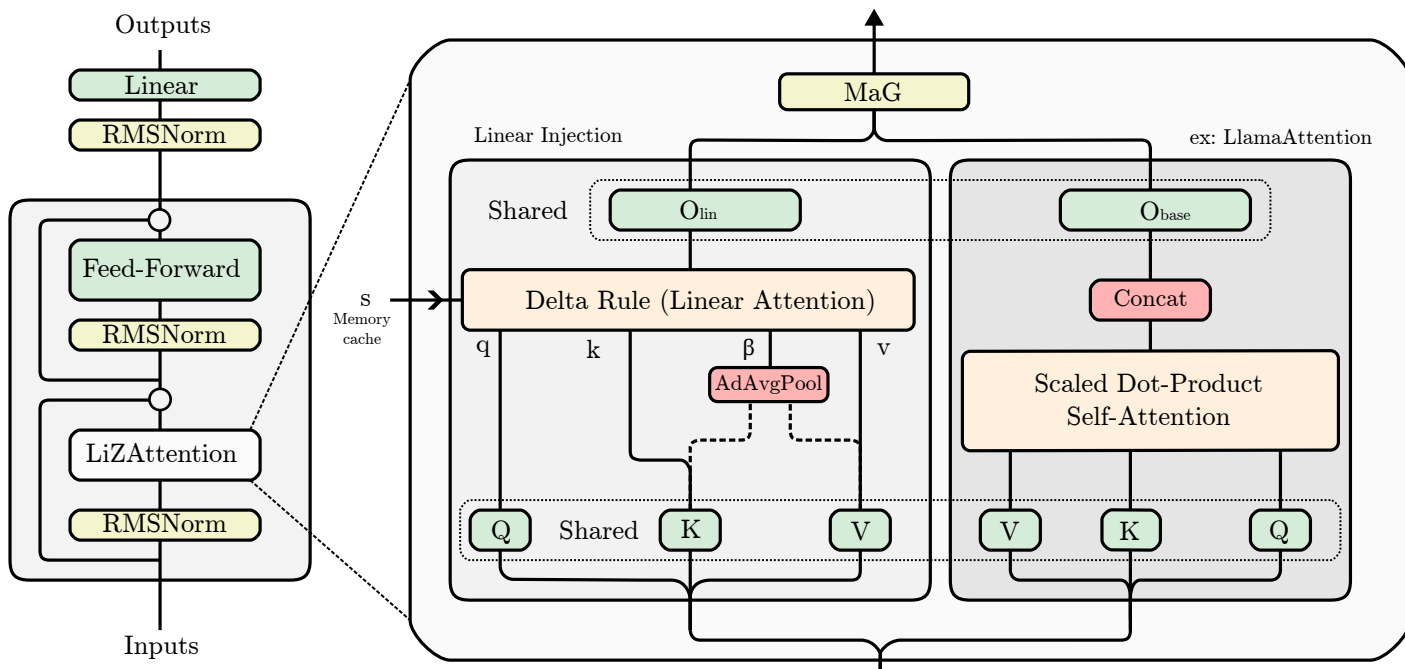 Outputs
Linear
RMSNorm
Feed-Forward
RMSNorm
LiZAttention
RMSNorm
Inputs
MaG
Linear Injection
ex: LlamaAttention
Shared
Olin
Obase
s
Memory
cache
Delta Rule (Linear Attention)
Concat
q
k
β
v
AdAvgPool
Scaled Dot-Product
Self-Attention
Q
Shared
K
V
V
K
Q